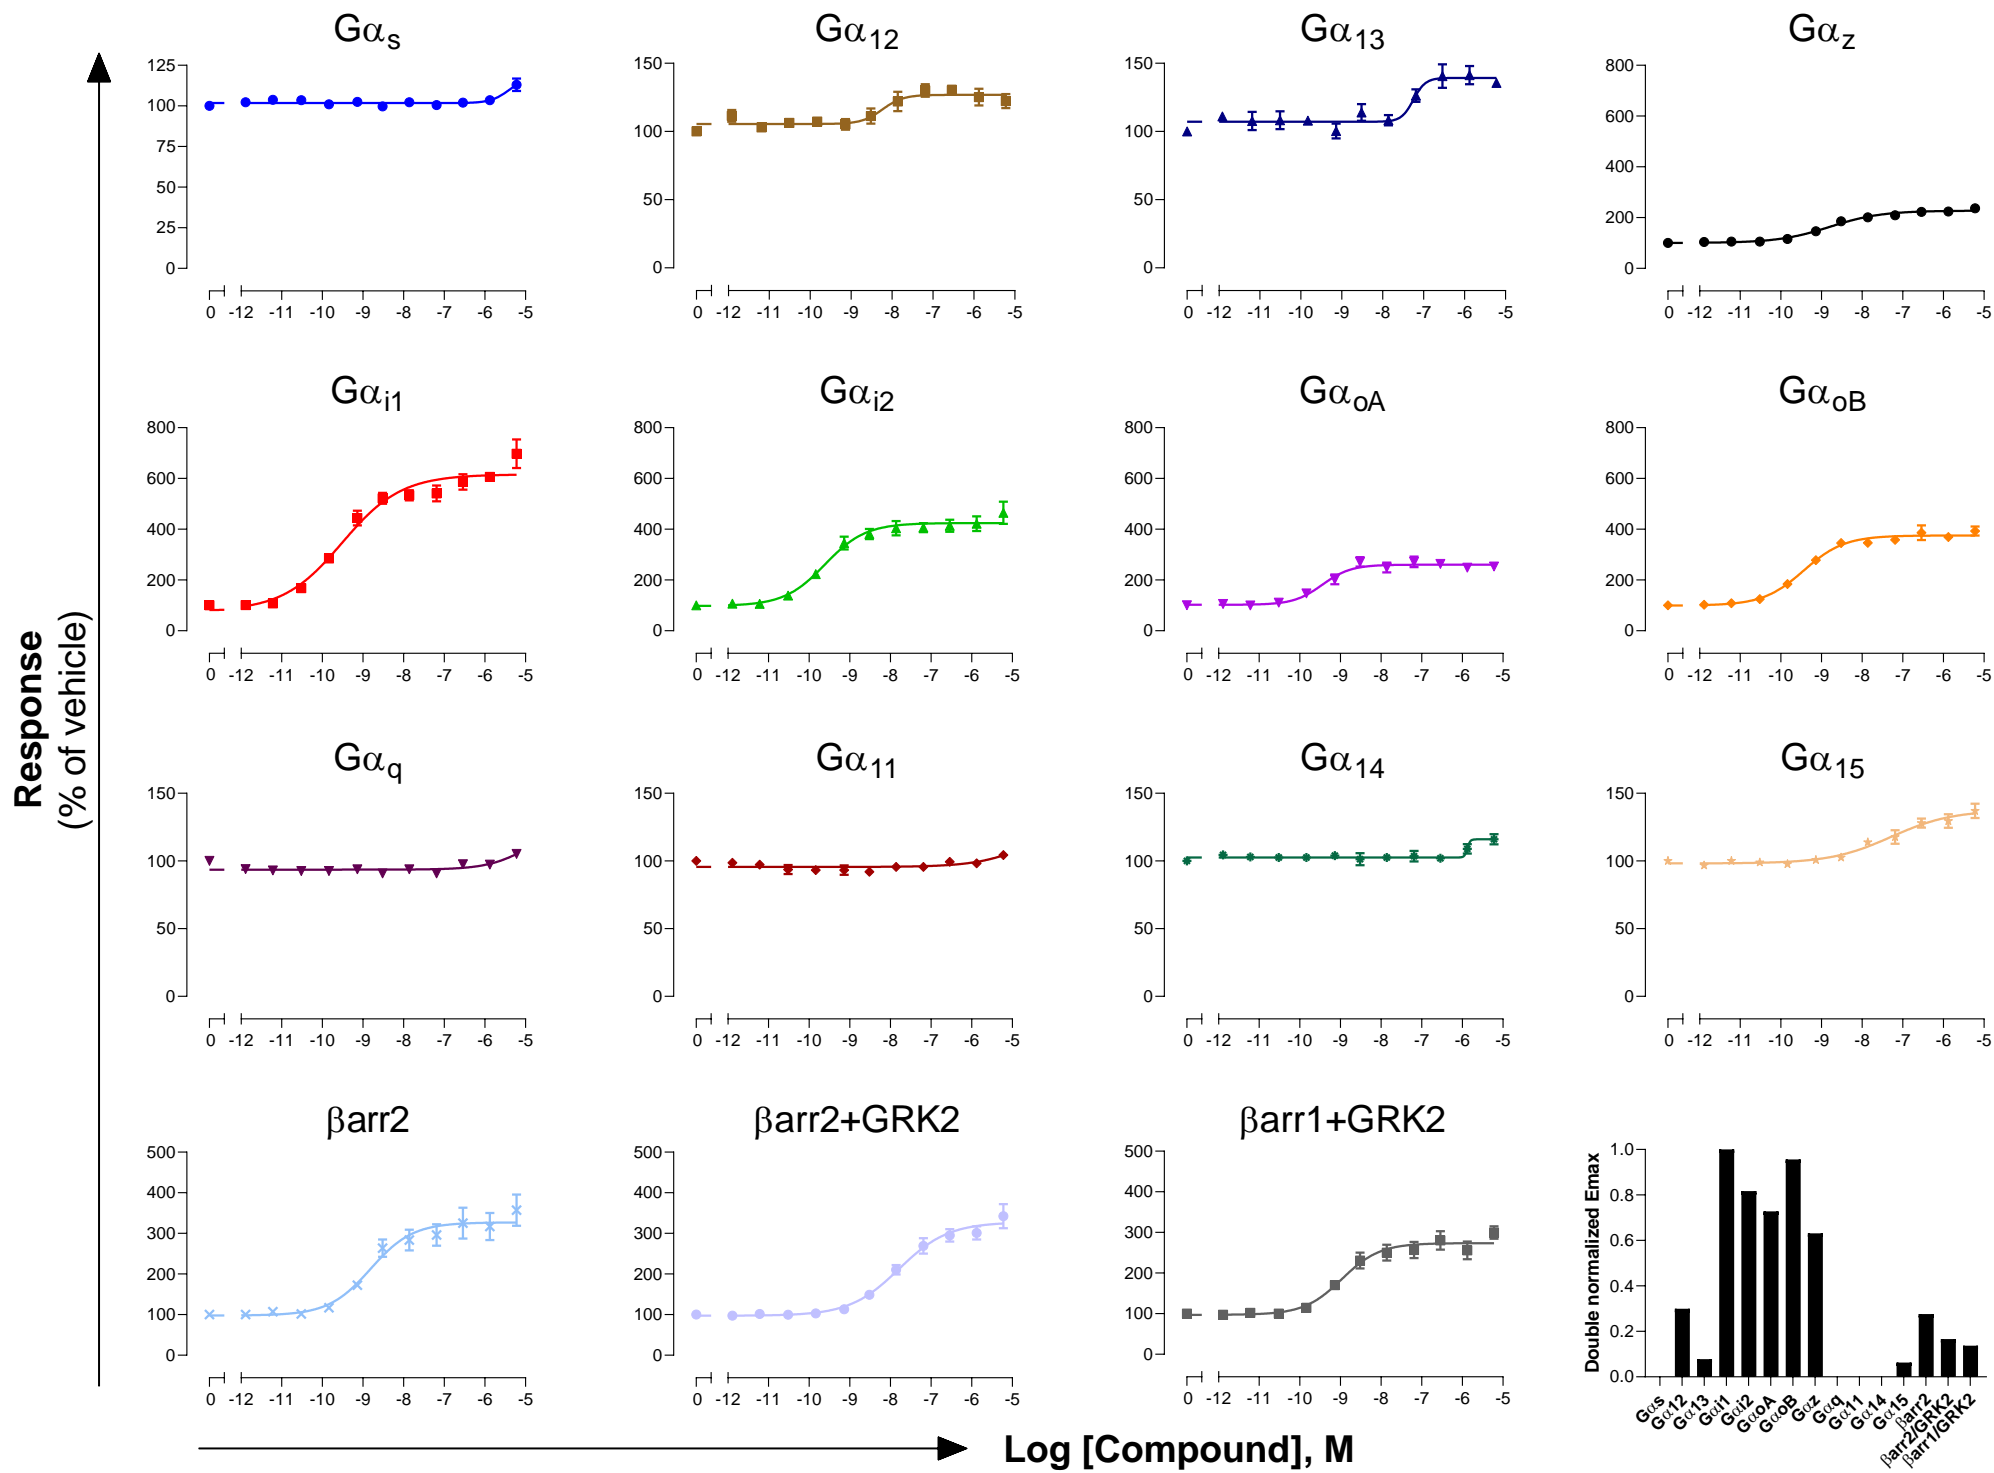 Gαs
Gα12
Gα13
Gαz
125
100
75
50
25
0
0 -12 -11 -10 -9 -8 -7 -6 -5
150
100
50
0
0 -12 -11 -10 -9 -8 -7 -6 -5
150
100
50
0
0 -12 -11 -10 -9 -8 -7 -6 -5
800
600
400
200
0
0 -12 -11 -10 -9 -8 -7 -6 -5
Gαi1
Gαi2
GαoA
GαoB
800
600
400
200
0
0 -12 -11 -10 -9 -8 -7 -6 -5
800
600
400
200
0
0 -12 -11 -10 -9 -8 -7 -6 -5
800
600
400
200
0
0 -12 -11 -10 -9 -8 -7 -6 -5
800
600
400
200
0
0 -12 -11 -10 -9 -8 -7 -6 -5
Response
(% of vehicle)
Gαq
Gα11
Gα14
Gα15
150
100
50
0
0 -12 -11 -10 -9 -8 -7 -6 -5
150
100
50
0
0 -12 -11 -10 -9 -8 -7 -6 -5
150
100
50
0
0 -12 -11 -10 -9 -8 -7 -6 -5
150
100
50
0
0 -12 -11 -10 -9 -8 -7 -6 -5
βarr2
βarr2+GRK2
βarr1+GRK2
500
400
300
200
100
0
0 -12 -11 -10 -9 -8 -7 -6 -5
500
400
300
200
100
0
0 -12 -11 -10 -9 -8 -7 -6 -5
500
400
300
200
100
0
0 -12 -11 -10 -9 -8 -7 -6 -5
Double normalized Emax
1.0
0.8
0.6
0.4
0.2
0.0
Gαs
Gα12
Gα13
Gαi1
Gαi2
GαoA
GαoB
Gαz
Gαq
Gα11
Gα14
Gα15
βarr2
βarr2/GRK2
βarr1/GRK2
Log [Compound], M